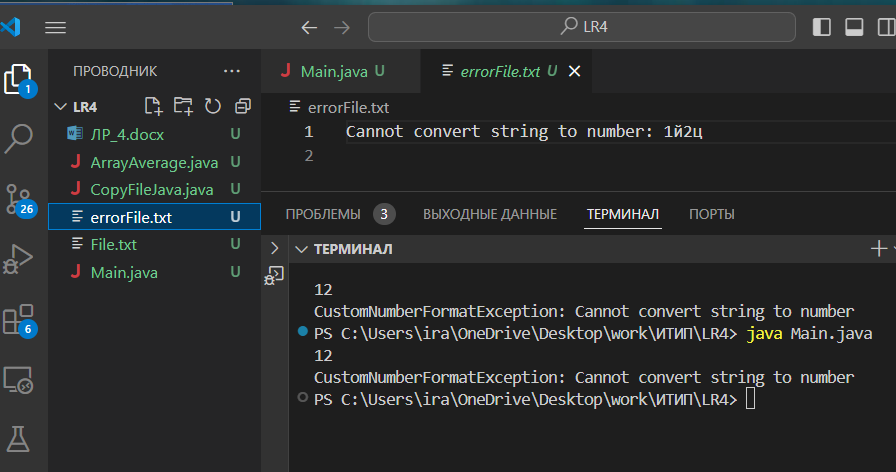 LR4
ПРОВОДНИК
Main.java U
errorFile.txt U
LR4
errorFile.txt
ЛР_4.docx U
1 Cannot convert string to number: 1й2ц
ArrayAverage.java U
2
CopyFileJava.java U
errorFile.txt U
ПРОБЛЕМЫ 3 ВЫХОДНЫЕ ДАННЫЕ ТЕРМИНАЛ ПОРТЫ
File.txt U
ТЕРМИНАЛ
Main.java U
12
CustomNumberFormatException: Cannot convert string to number
PS C:\Users\ira\OneDrive\Desktop\work\ИТИП\LR4> java Main.java
12
CustomNumberFormatException: Cannot convert string to number
PS C:\Users\ira\OneDrive\Desktop\work\ИТИП\LR4>
1
26
6